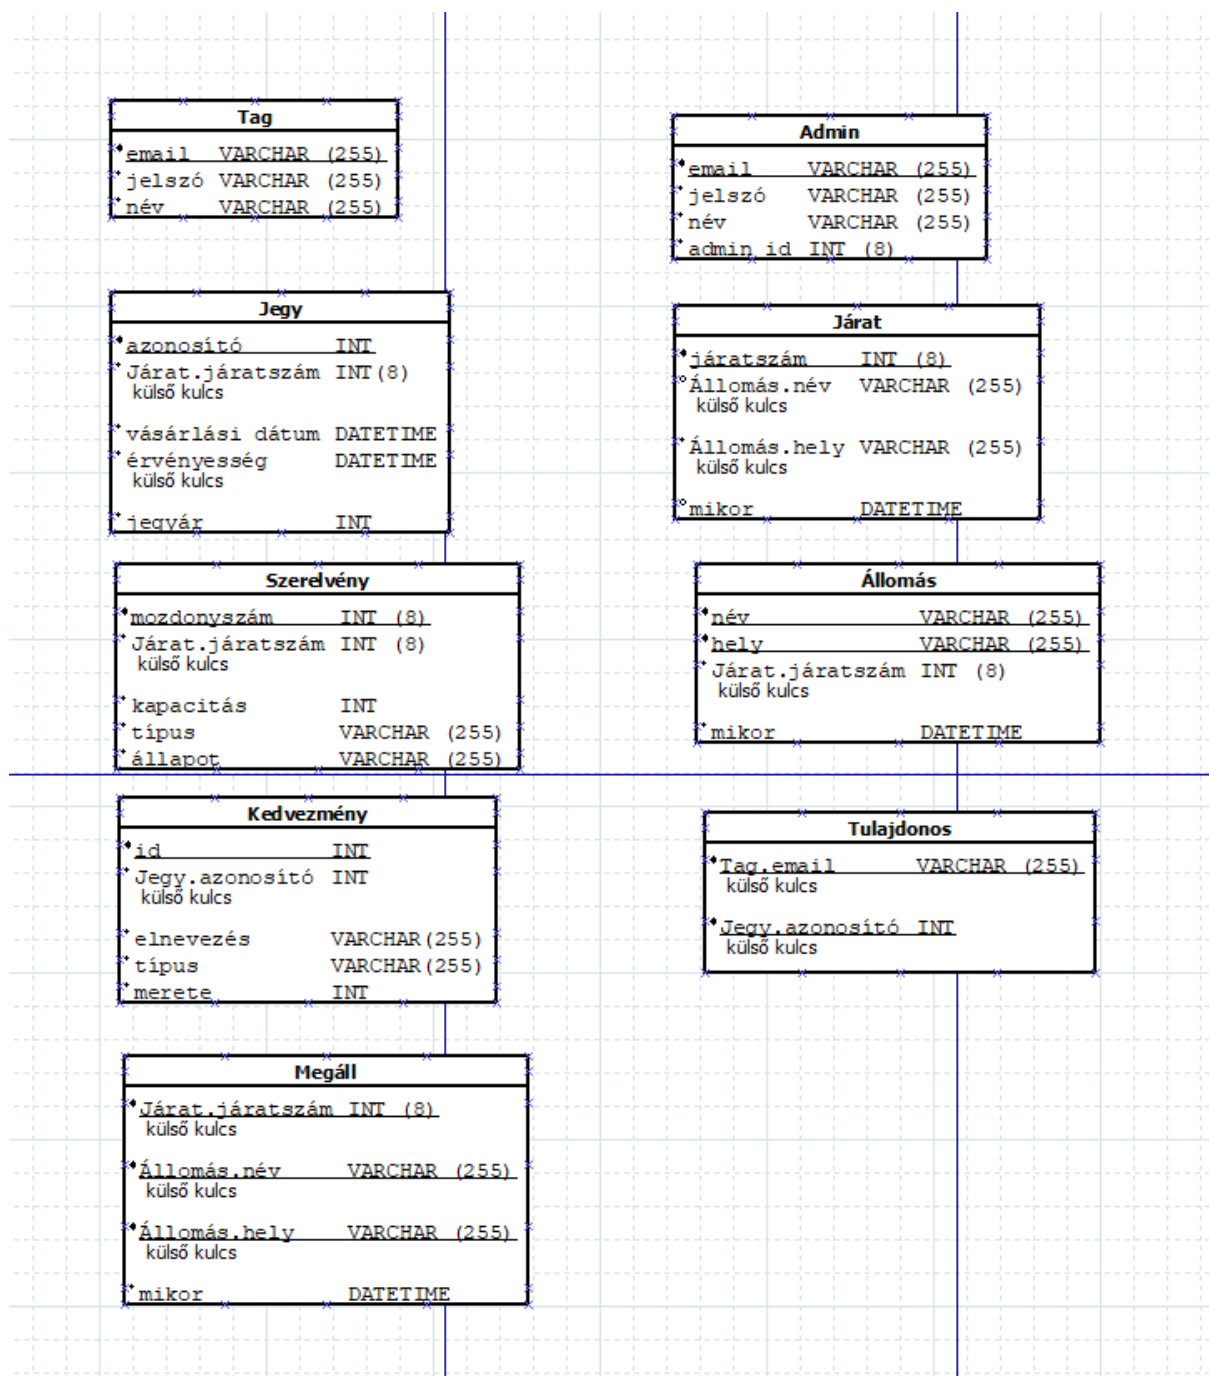 Tag
email VARCHAR (255)
jelszó VARCHAR (255)
név VARCHAR (255)
Admin
email VARCHAR (255)
jelszó VARCHAR (255)
név VARCHAR (255)
admin_id INT (8)
Jegy
azonosító INT
Járat.járatszám INT(8)
külső kulcs
vásárlási dátum DATETIME
érvényesség DATETIME
külső kulcs
jegyár INT
Járat
járatszám INT (8)
Állomás.név VARCHAR (255)
külső kulcs
Állomás.hely VARCHAR (255)
külső kulcs
mikor DATETIME
Szerelvény
mozdonyszám INT (8)
Járat.járatszám INT (8)
külső kulcs
kapacitás INT
típus VARCHAR (255)
állapot VARCHAR (255)
Állomás
név VARCHAR (255)
hely VARCHAR (255)
Járat.járatszám INT (8)
külső kulcs
mikor DATETIME
Kedvezmény
id INT
Jegy.azonosító INT
külső kulcs
elnevezés VARCHAR(255)
típus VARCHAR(255)
merete INT
Tulajdonos
Tag.email VARCHAR (255)
külső kulcs
Jegy.azonosító INT
külső kulcs
Megáll
Járat.járatszám INT (8)
külső kulcs
Állomás.név VARCHAR (255)
külső kulcs
Állomás.hely VARCHAR (255)
külső kulcs
mikor DATETIME